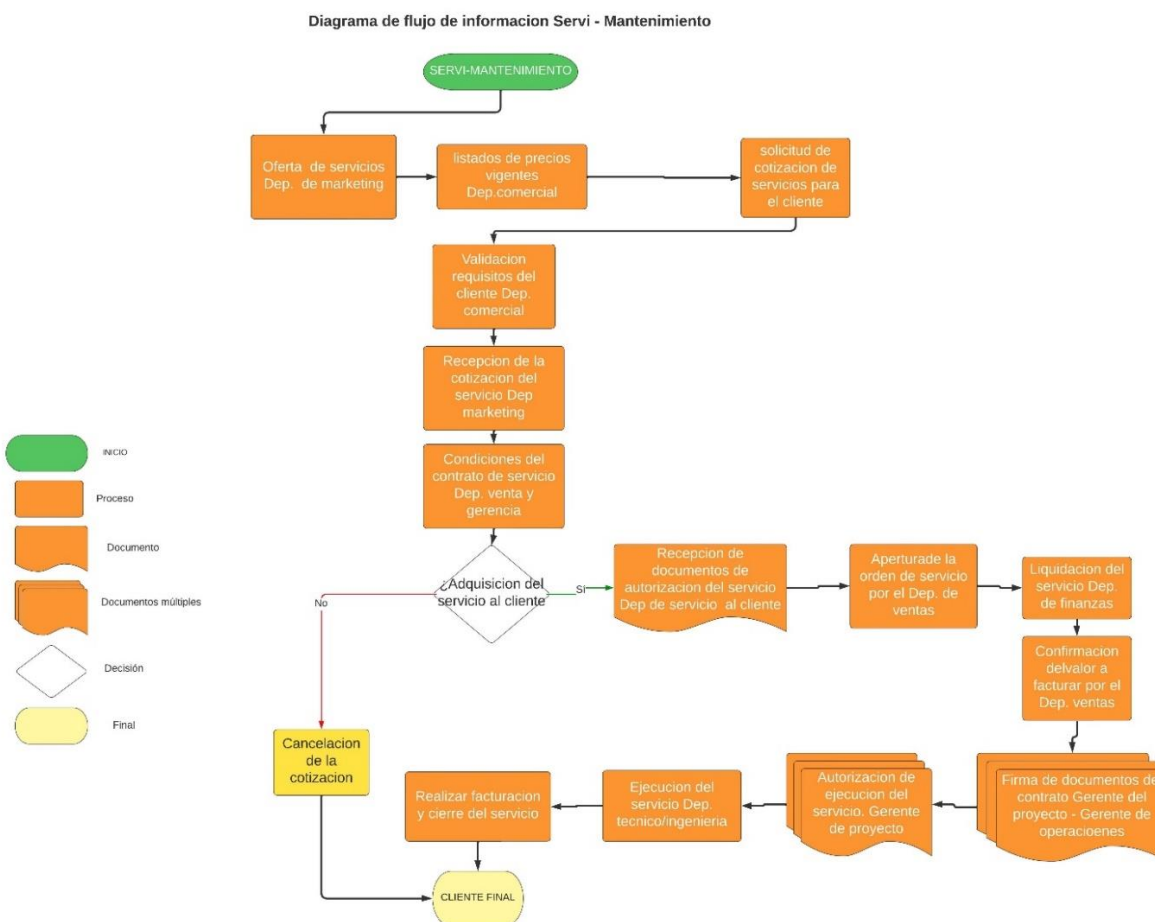 Diagrama de flujo de informacion Servi - Mantenimiento
SERVI-MANTENIMIENTO
Oferta de servicios
Dep. de marketing
listados de precios
vigentes
Dep.comercial
solicitud de
cotizacion de
servicios para
el cliente
Validacion
requisitos del
cliente Dep.
comercial
Recepcion de la
cotizacion del
servicio Dep
marketing
Condiciones del
contrato de servicio
Dep. venta y
gerencia
¿Adquisicion del
servicio al cliente
No
Sí
Recepcion de
documentos de
autorizacion del servicio
Dep de servicio al cliente
Aperturade la
orden de servicio
por el Dep. de
ventas
Liquidacion del
servicio Dep.
de finanzas
Confirmacion
delvalor a
facturar por el
Dep. ventas
Firma de documentos de
contrato Gerente del
proyecto - Gerente de
operacioenes
Autorizacion de
ejecucion del
servicio. Gerente
de proyecto
Ejecucion del
servicio Dep.
tecnico/ingenieria
Realizar facturacion
y cierre del servicio
Cancelacion
de la
cotizacion
CLIENTE FINAL
INICIO
Proceso
Documento
Documentos múltiples
Decisión
Final